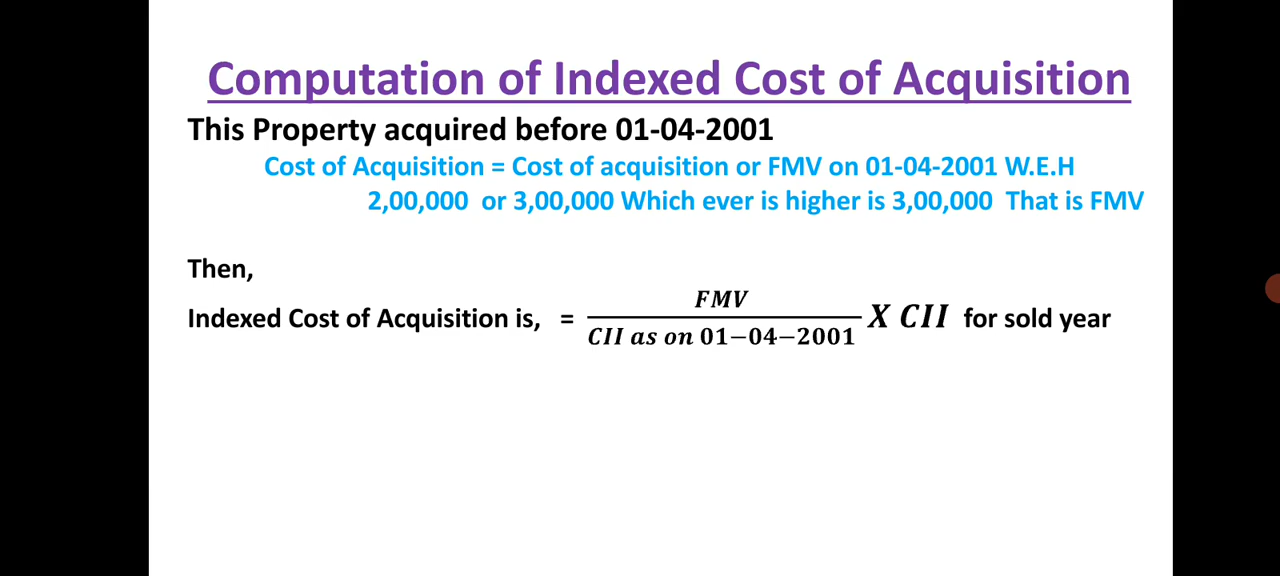 Computation of Indexed Cost of Acquisition
This Property acquired before 01-04-2001
Cost of Acquisition = Cost of acquisition or FMV on 01-04-2001 W.E.H
2,00,000 or 3,00,000 Which ever is higher is 3,00,000 That is FMV
Then,
Indexed Cost of Acquisition is, = FMV / CII as on 01−04−2001 X CII for sold year